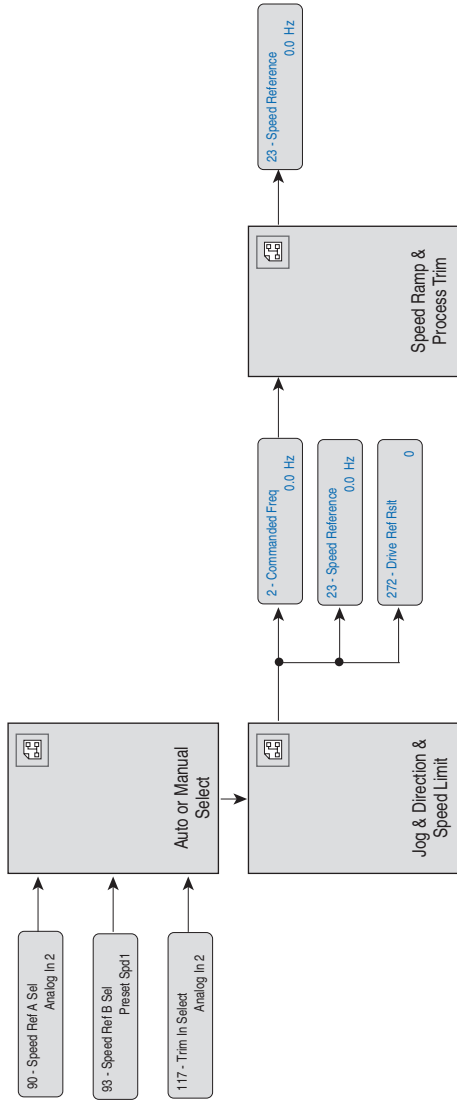 90 - Speed Ref A Sel
Analog In 2
93 - Speed Ref B Sel
Preset Spd1
117 - Trim In Select
Analog In 2
Auto or Manual
Select
Jog & Direction &
Speed Limit
2 - Commanded Freq
0.0 Hz
23 - Speed Reference
0.0 Hz
272 - Drive Ref Rslt
0
Speed Ramp &
Process Trim
23 - Speed Reference
0.0 Hz